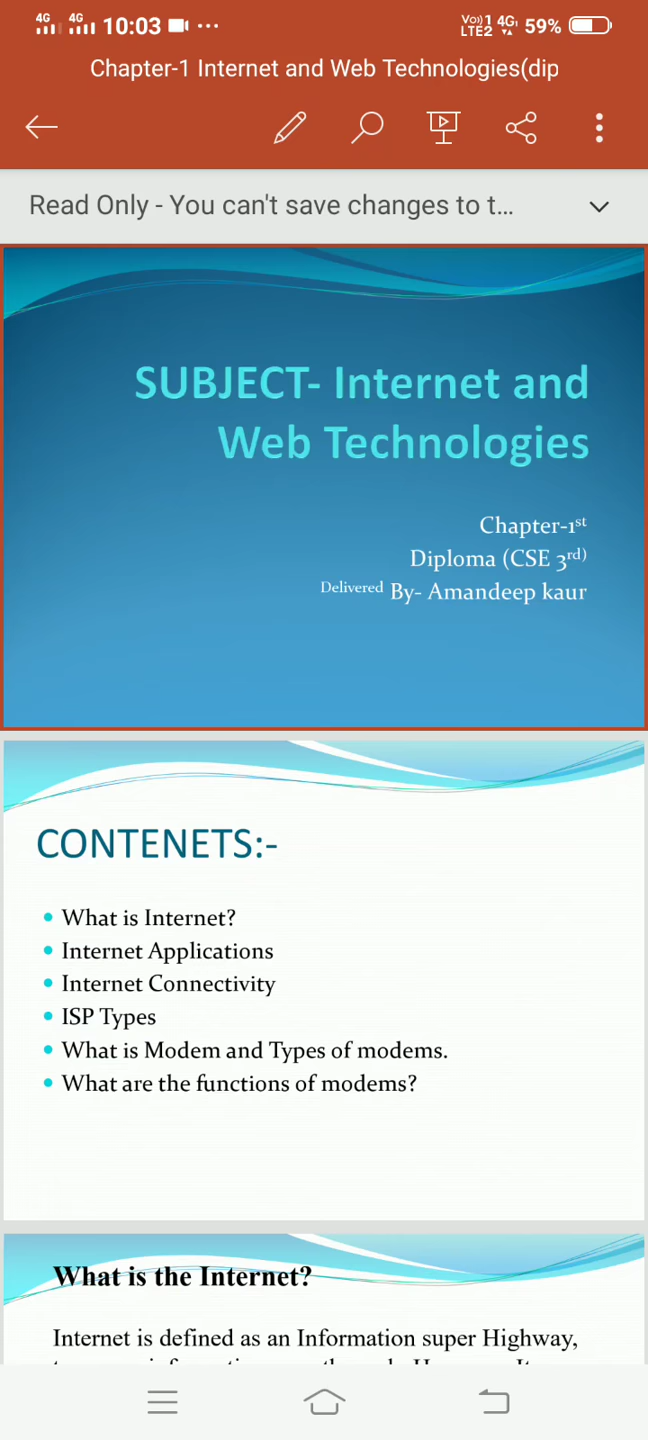 4G 4G 10:03 ... Vo)) 1 4G 59%
LTE2
Chapter-1 Internet and Web Technologies(dip
Read Only - You can't save changes to t...
SUBJECT- Internet and
Web Technologies
Chapter-1st
Diploma (CSE 3rd)
Delivered By- Amandeep kaur
CONTENETS:-
• What is Internet?
• Internet Applications
• Internet Connectivity
• ISP Types
• What is Modem and Types of modems.
• What are the functions of modems?
What is the Internet?
Internet is defined as an Information super Highway,